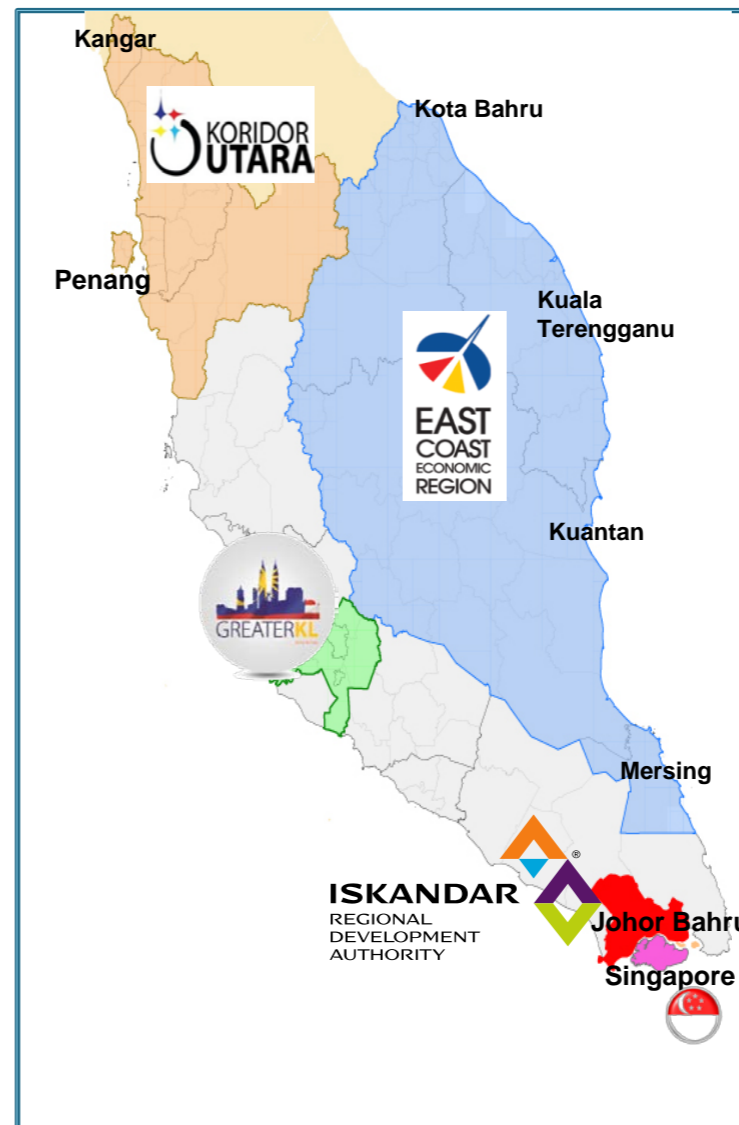 Kangar
KORIDOR
UTARA
Kota Bahru
Penang
Kuala
Terengganu
EAST
COAST
ECONOMIC
REGION
Kuantan
GREATERKL
Mersing
®
ISKANDAR
REGIONAL
DEVELOPMENT
AUTHORITY
Johor Bahru
Singapore